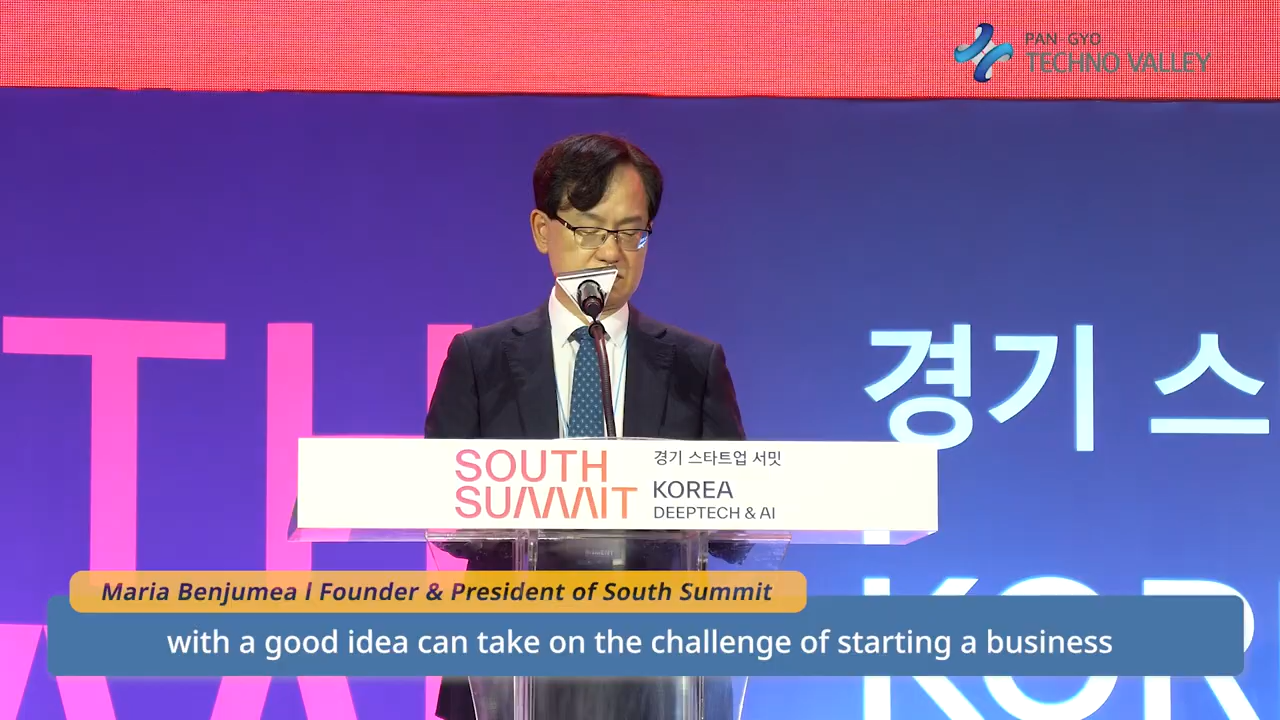 PAN GYO
TECHNO VALLEY
TH
경기 스
SOUTH
SUMMIT
경기 스타트업 서밋
KOREA
DEEPTECH & AI
KOR
Maria Benjumea l Founder & President of South Summit
with a good idea can take on the challenge of starting a business